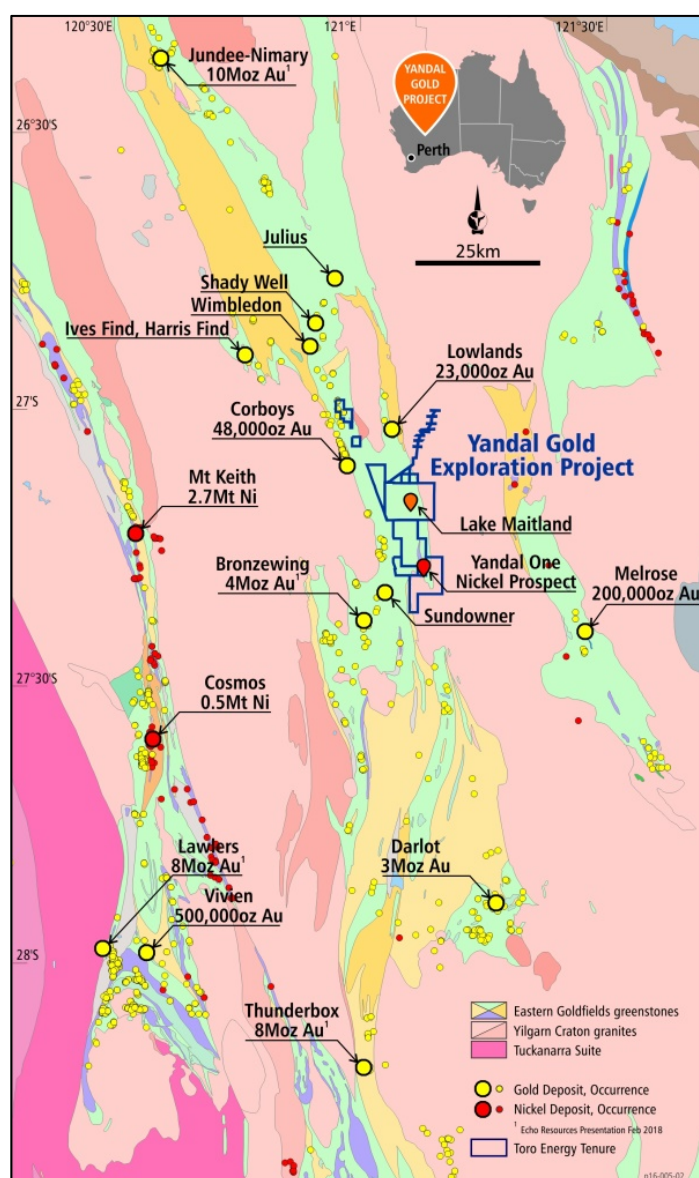 120°30'E
121°E
121°30'E
Jundee-Nimary
10Moz Au¹
YANDAL
GOLD
PROJECT
Perth
26°30'S
25km
Julius
Shady Well
Wimbledon
Ives Find, Harris Find
Lowlands
23,000oz Au
27°S
Corboys
48,000oz Au
Yandal Gold
Exploration Project
Mt Keith
2.7Mt Ni
Lake Maitland
Bronzewing
4Moz Au¹
Yandal One
Nickel Prospect
Melrose
200,000oz Au
Sundowner
27°30'S
Cosmos
0.5Mt Ni
Lawlers
8Moz Au¹
Darlot
3Moz Au
Vivien
500,000oz Au
28°S
Thunderbox
8Moz Au¹
Eastern Goldfields greenstones
Yilgarn Craton granites
Tuckanarra Suite
Gold Deposit, Occurrence
Nickel Deposit, Occurrence
¹ Echo Resources Presentation Feb 2018
Toro Energy Tenure
n16-005-02